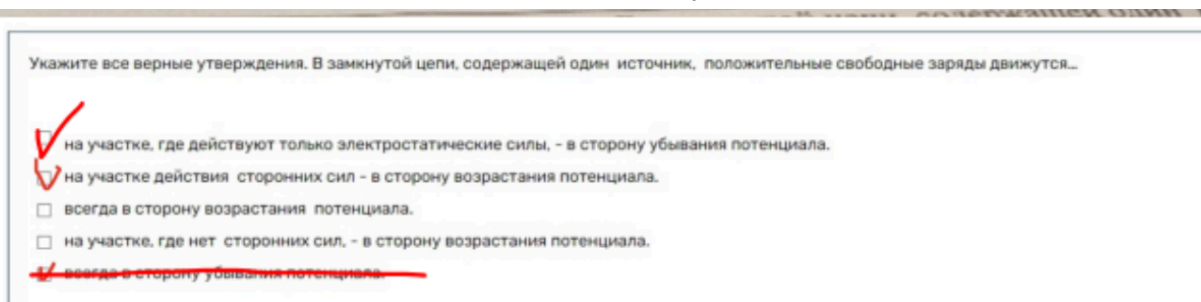 содержащей один
Укажите все верные утверждения. В замкнутой цепи, содержащей один источник, положительные свободные заряды движутся...
на участке, где действуют только электростатические силы, - в сторону убывания потенциала.
на участке действия сторонних сил - в сторону возрастания потенциала.
всегда в сторону возрастания потенциала.
на участке, где нет сторонних сил, - в сторону возрастания потенциала.
всегда в сторону убывания потенциала.